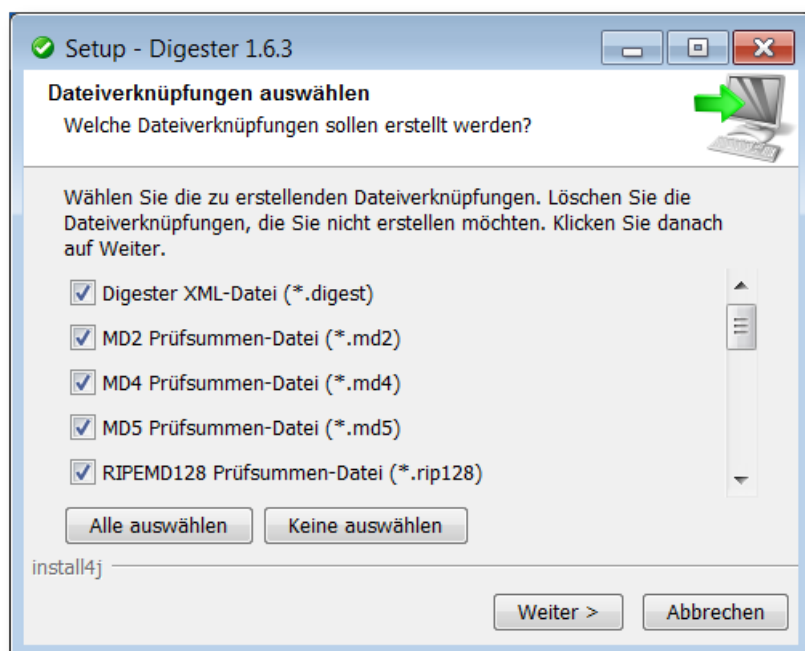 Setup - Digester 1.6.3
Dateiverknüpfungen auswählen
Welche Dateiverknüpfungen sollen erstellt werden?
Wählen Sie die zu erstellenden Dateiverknüpfungen. Löschen Sie die
Dateiverknüpfungen, die Sie nicht erstellen möchten. Klicken Sie danach
auf Weiter.
Digester XML-Datei (*.digest)
MD2 Prüfsummen-Datei (*.md2)
MD4 Prüfsummen-Datei (*.md4)
MD5 Prüfsummen-Datei (*.md5)
RIPEMD128 Prüfsummen-Datei (*.rip128)
Alle auswählen Keine auswählen
install4j
Weiter > Abbrechen